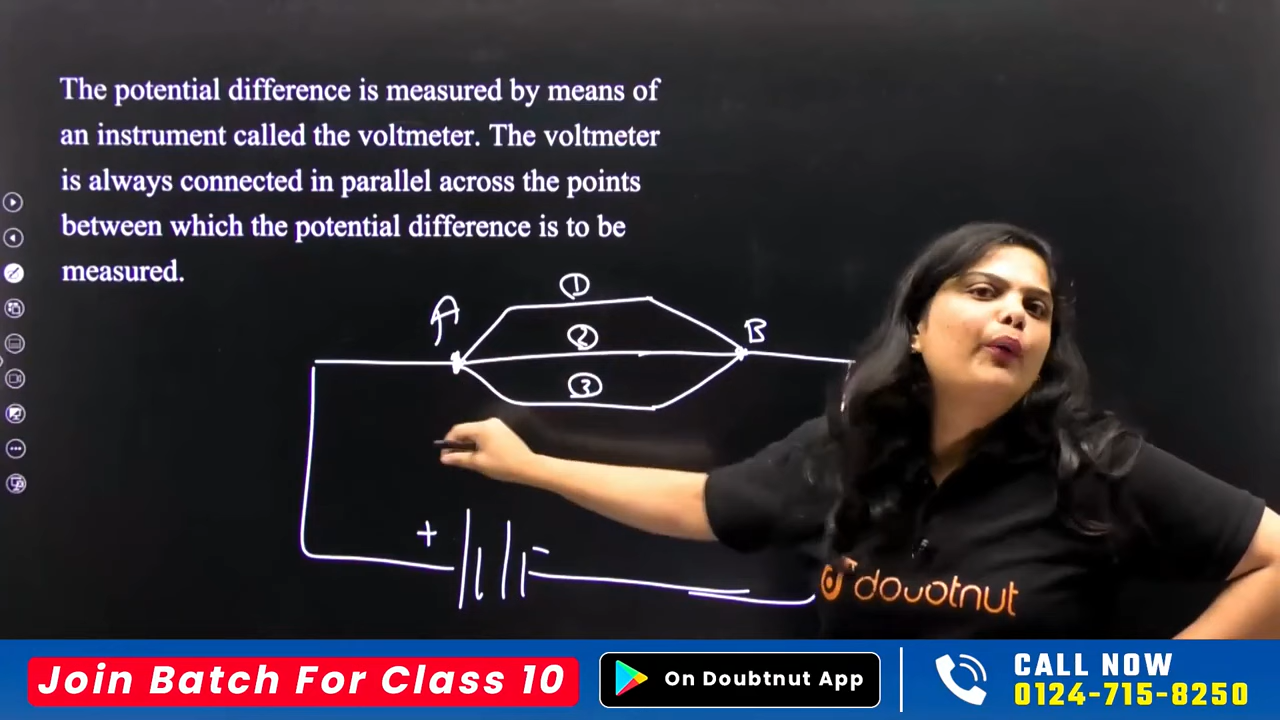 The potential difference is measured by means of
an instrument called the voltmeter. The voltmeter
is always connected in parallel across the points
between which the potential difference is to be
measured.
①
A
②
B
③
+
−
doubtnut
Join Batch For Class 10
On Doubtnut App
CALL NOW
0124-715-8250